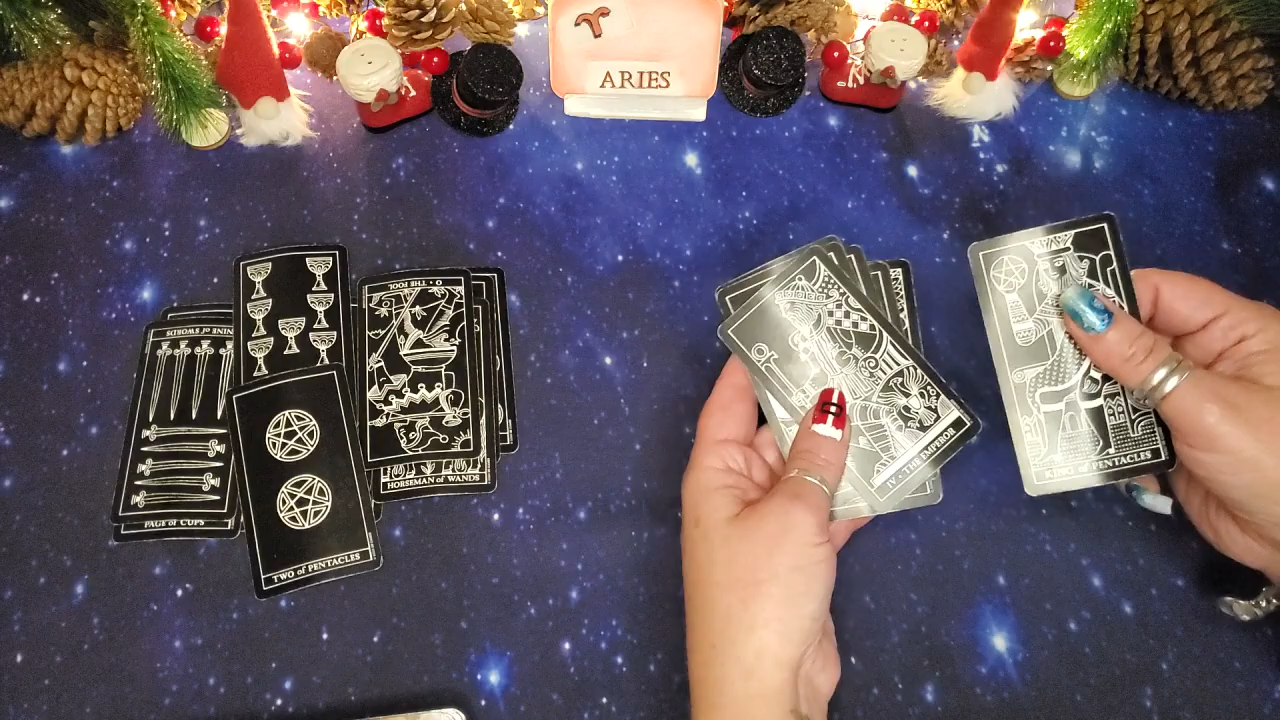 ARIES
NINE of SWORDS
PAGE of CUPS
TWO of PENTACLES
0 • THE FOOL
HORSEMAN of WANDS
IV • THE EMPEROR
KING of PENTACLES